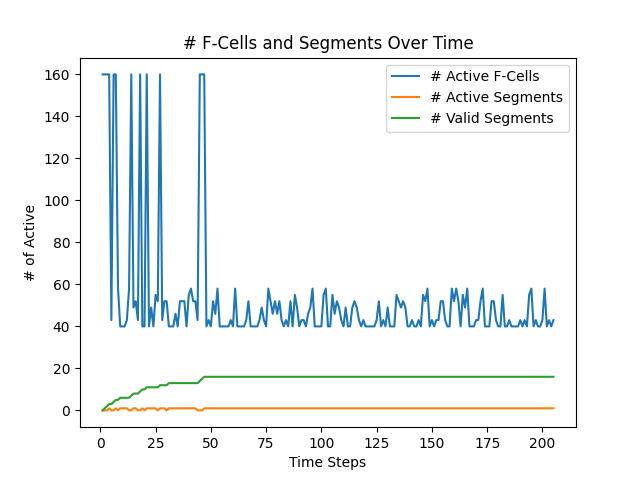 # F-Cells and Segments Over Time
# Active F-Cells
# Active Segments
# Valid Segments
# of Active
160
140
120
100
80
60
40
20
0
0 25 50 75 100 125 150 175 200
Time Steps